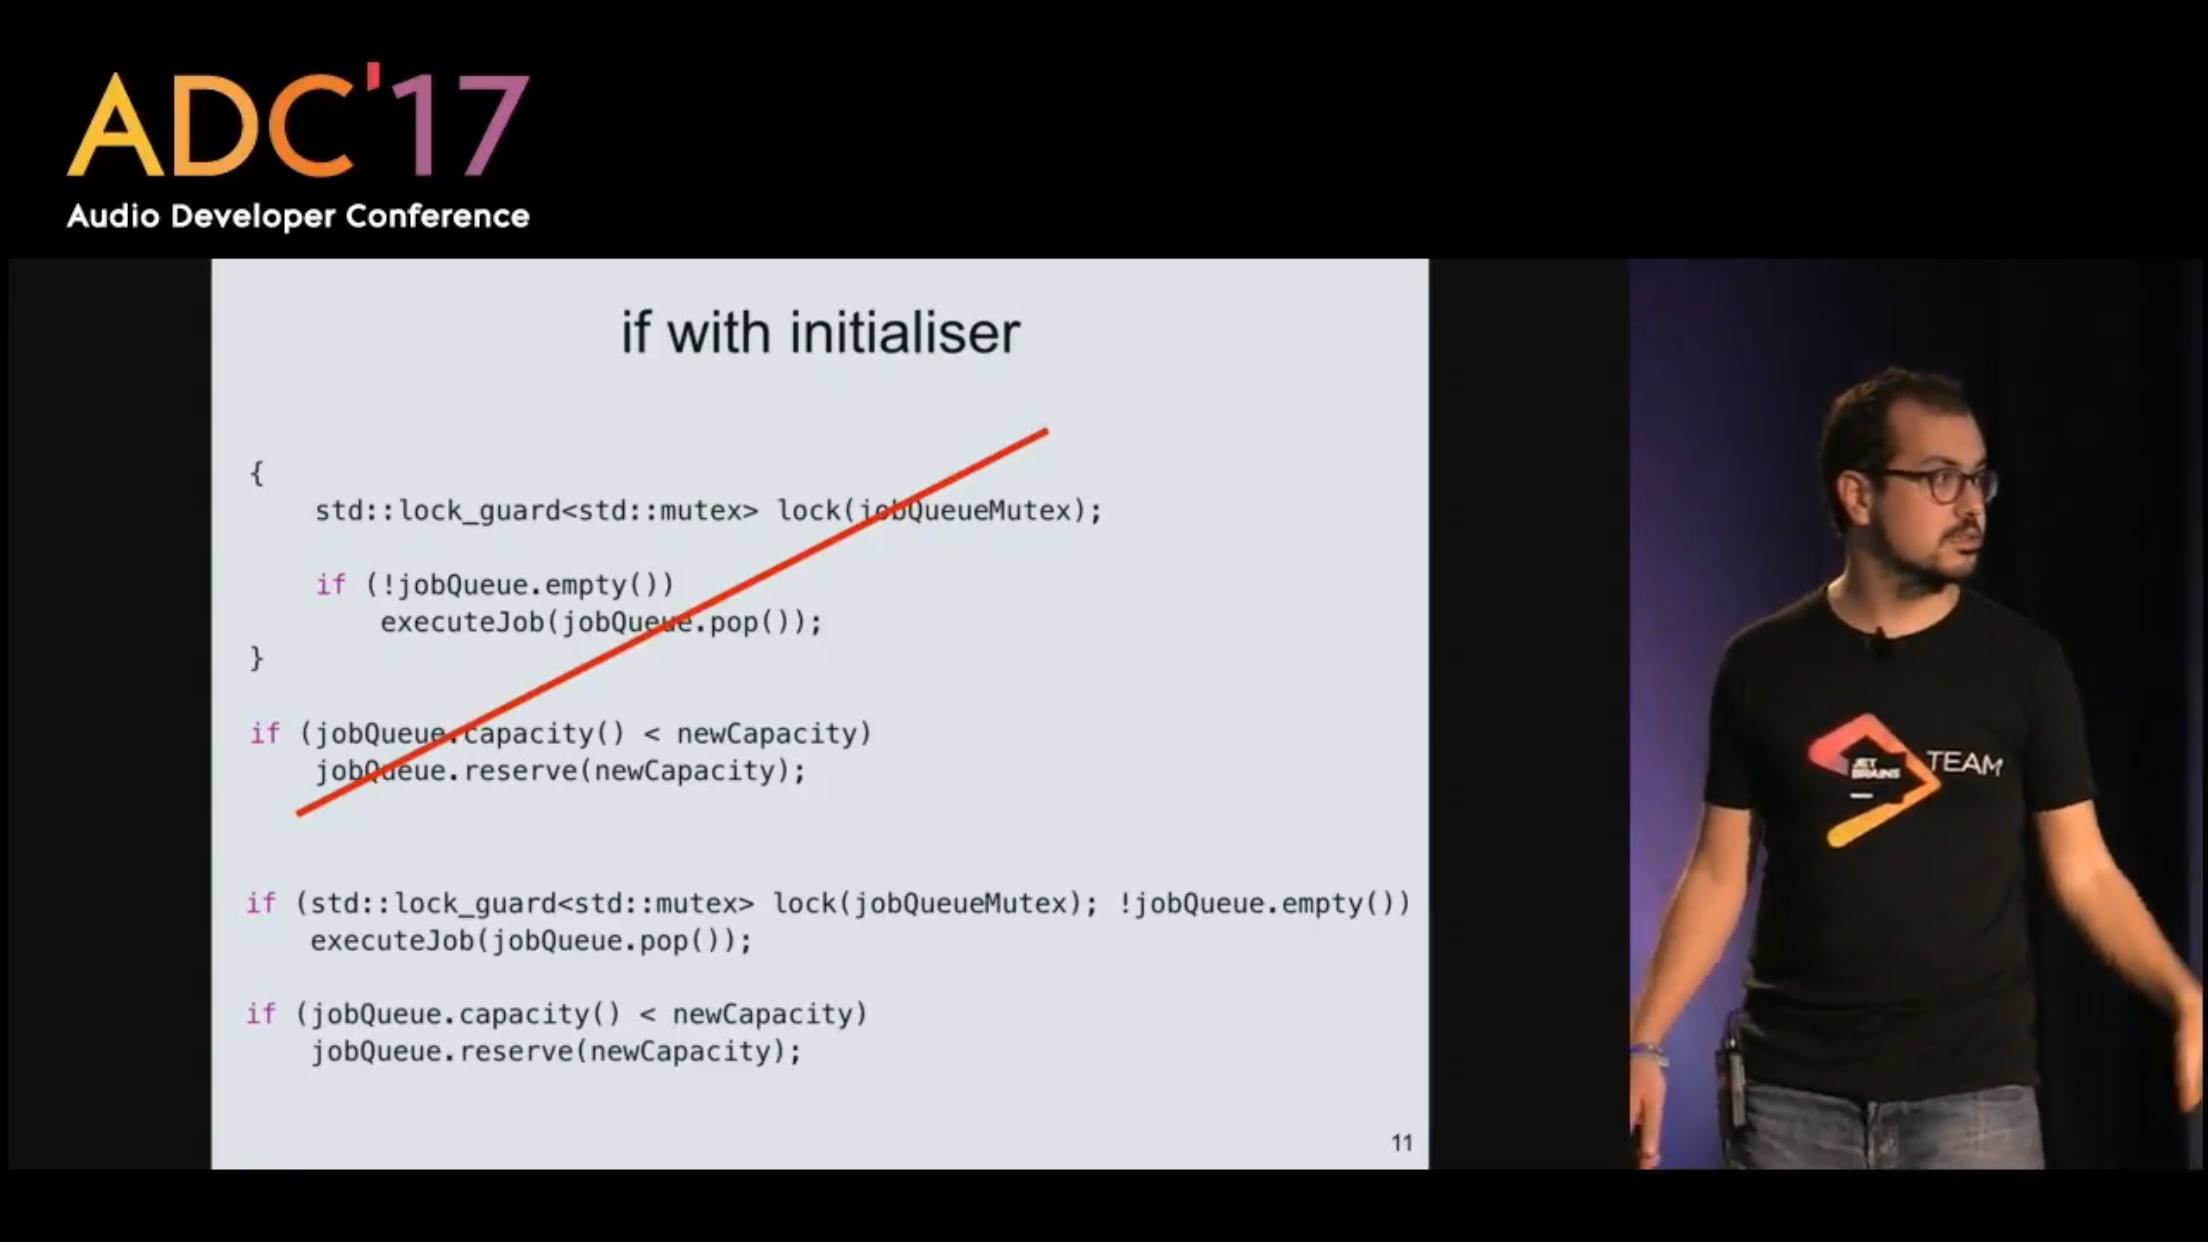 ADC'17
Audio Developer Conference
if with initialiser
{
    std::lock_guard<std::mutex> lock(jobQueueMutex);
    if (!jobQueue.empty())
        executeJob(jobQueue.pop());
}
if (jobQueue.capacity() < newCapacity)
    jobQueue.reserve(newCapacity);
if (std::lock_guard<std::mutex> lock(jobQueueMutex); !jobQueue.empty())
    executeJob(jobQueue.pop());
if (jobQueue.capacity() < newCapacity)
    jobQueue.reserve(newCapacity);
11
JET
BRAINS
TEAM